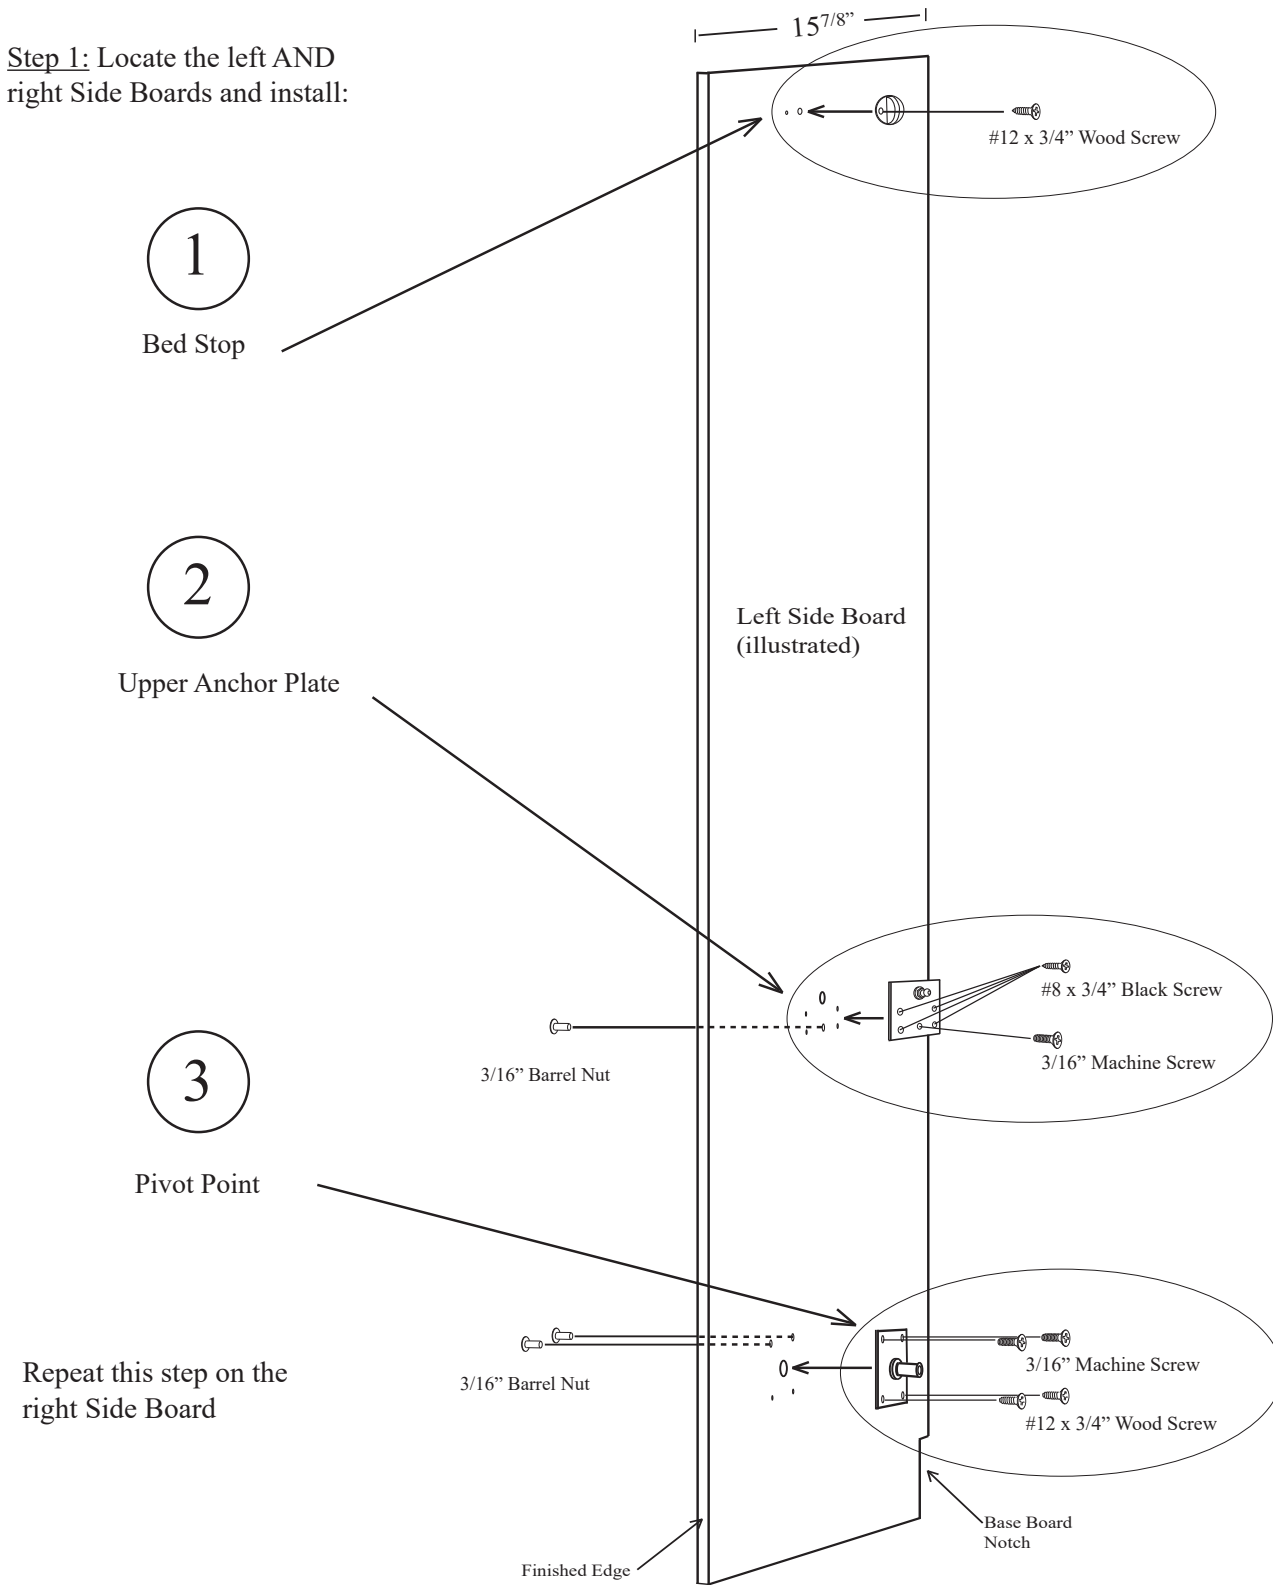 15 7/8”
Step 1: Locate the left AND
right Side Boards and install:
#12 x 3/4” Wood Screw
1
Bed Stop
2
Left Side Board
(illustrated)
Upper Anchor Plate
#8 x 3/4” Black Screw
3/16” Machine Screw
3/16” Barrel Nut
3
Pivot Point
3/16” Machine Screw
3/16” Barrel Nut
#12 x 3/4” Wood Screw
Repeat this step on the
right Side Board
Base Board
Notch
Finished Edge